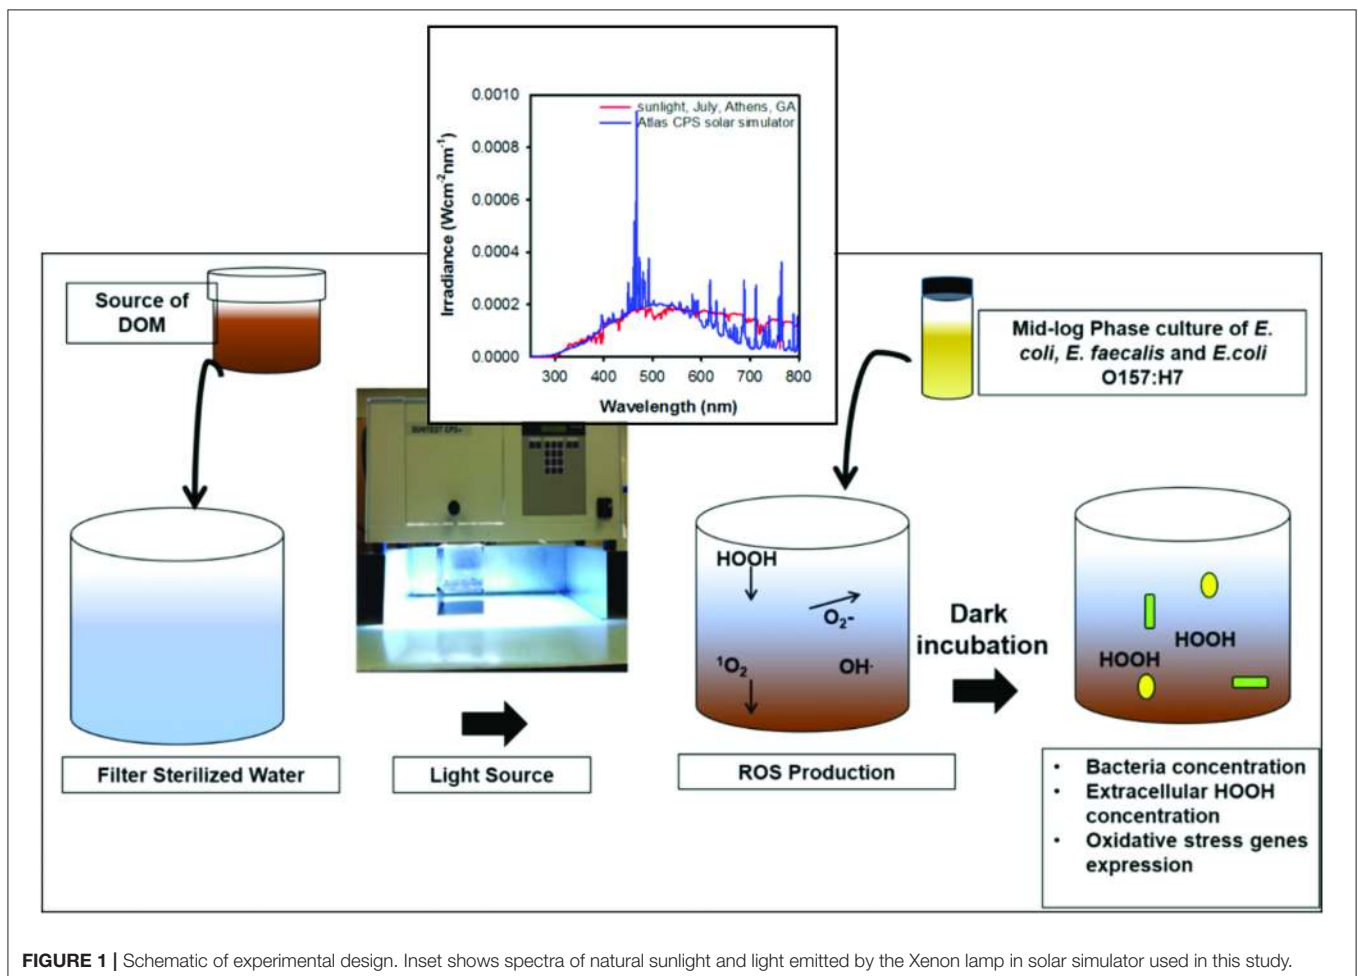 0.0010
0.0008
0.0006
0.0004
0.0002
0.0000
Irradiance (Wcm-2nm-1)
sunlight, July, Athens, GA
Atlas CPS solar simulator
300 400 500 600 700 800
Wavelength (nm)
Source of
DOM
Mid-log Phase culture of E.
coli, E. faecalis and E.coli
O157:H7
SUNTEST CPS+
HOOH
O2-
1O2
OH·
Dark
incubation
HOOH
HOOH
Filter Sterilized Water
Light Source
ROS Production
• Bacteria concentration
• Extracellular HOOH
concentration
• Oxidative stress genes
expression
FIGURE 1 | Schematic of experimental design. Inset shows spectra of natural sunlight and light emitted by the Xenon lamp in solar simulator used in this study.